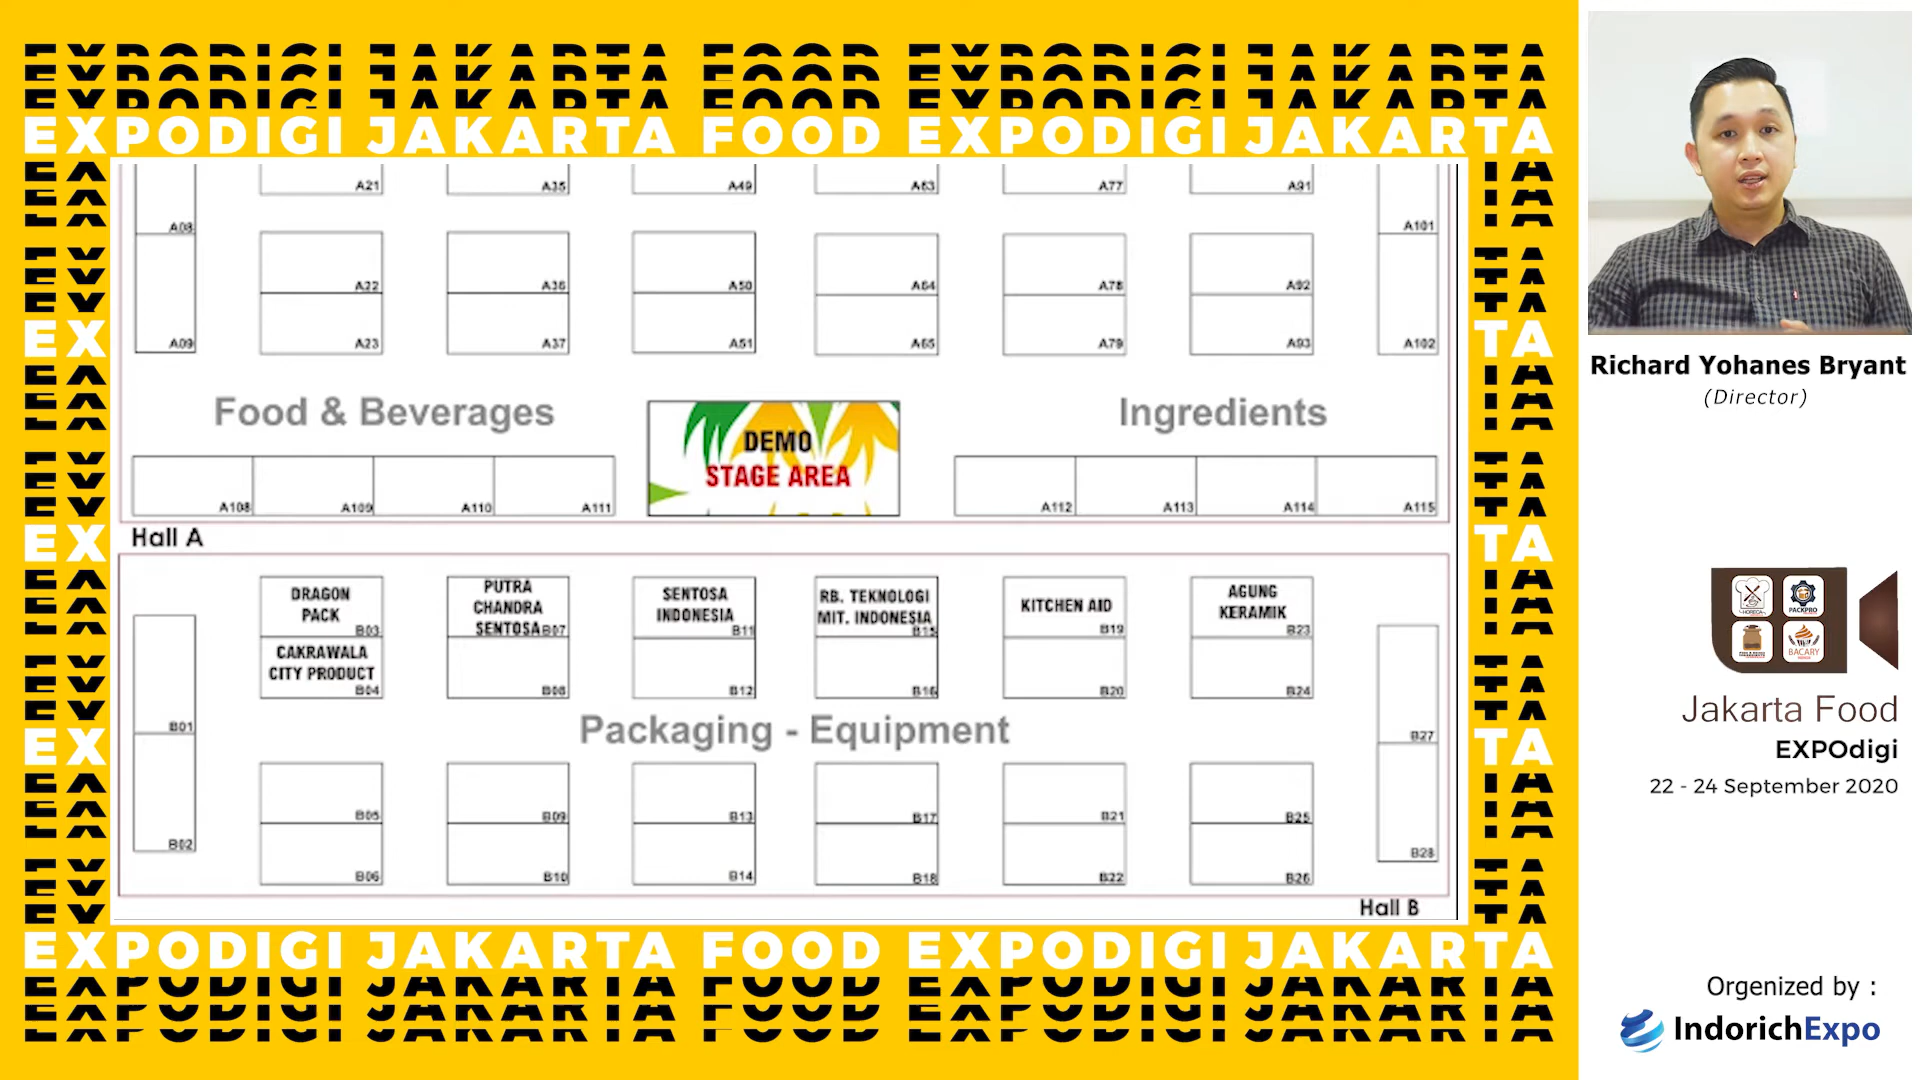 EXPODIGI JAKARTA FOOD EXPODIGI JAKARTA
A21
A35
A49
A63
A77
A91
A08
A101
A22
A36
A50
A64
A78
A92
A09
A23
A37
A51
A65
A79
A93
A102
Food & Beverages
DEMO
STAGE AREA
Ingredients
A108
A109
A110
A111
A112
A113
A114
A115
Hall A
DRAGON
PACK
B03
PUTRA
CHANDRA
SENTOSA B07
SENTOSA
INDONESIA
B11
RB. TEKNOLOGI
MIT. INDONESIA
B15
KITCHEN AID
B19
AGUNG
KERAMIK
B23
CAKRAWALA
CITY PRODUCT
B04
B08
B12
B16
B20
B24
B01
B27
Packaging - Equipment
B05
B09
B13
B17
B21
B25
B02
B28
B06
B10
B14
B18
B22
B26
Hall B
EXPODIGI JAKARTA FOOD EXPODIGI JAKARTA
Richard Yohanes Bryant
(Director)
HORECA
PACKPRO
BACARY
Jakarta Food
EXPOdigi
22 - 24 September 2020
Orgenized by :
IndorichExpo